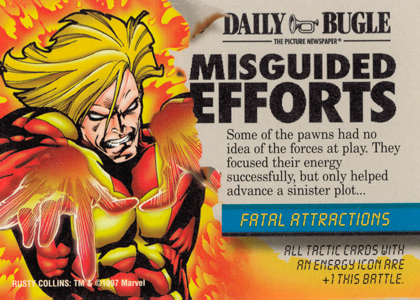 DAILY BUGLE
THE PICTURE NEWSPAPER
MISGUIDED
EFFORTS
Some of the pawns had no
idea of the forces at play. They
focused their energy
successfully, but only helped
advance a sinister plot...
FATAL ATTRACTIONS
ALL TACTIC CARDS WITH
AN ENERGY ICON ARE
+1 THIS BATTLE.
RUSTY COLLINS: TM & ©1997 Marvel